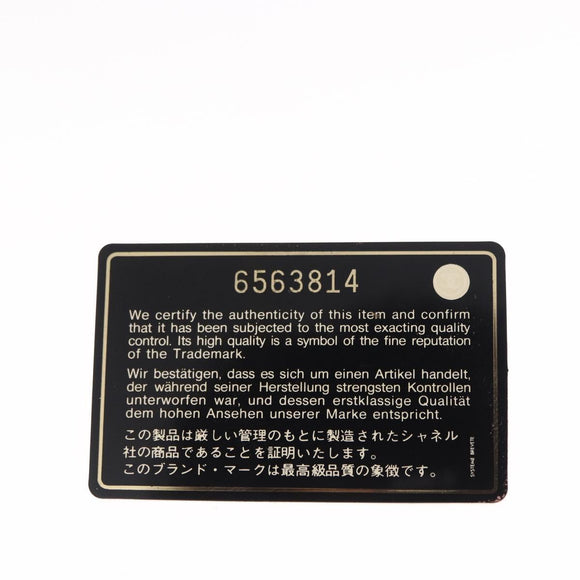 6563814
We certify the authenticity of this item and confirm
that it has been subjected to the most exacting quality
control. Its high quality is a symbol of the fine reputation
of the Trademark.
Wir bestätigen, dass es sich um einen Artikel handelt,
der während seiner Herstellung strengsten Kontrollen
unterworfen war, und dessen erstklassige Qualität
dem hohen Ansehen unserer Marke entspricht.
この製品は厳しい管理のもとに製造されたシャネル
社の商品であることを証明いたします。
このブランド・マークは最高級品質の象徴です。